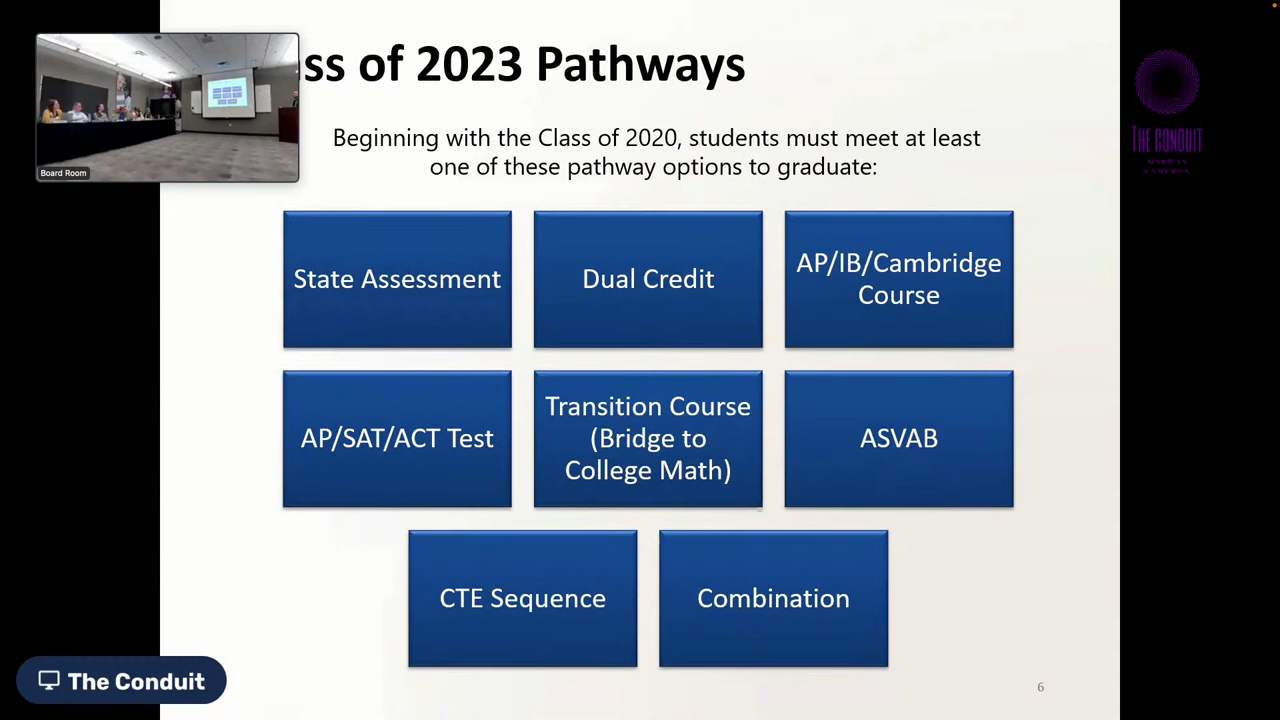 ss of 2023 Pathways
Board Room
Beginning with the Class of 2020, students must meet at least
one of these pathway options to graduate:
State Assessment
Dual Credit
AP/IB/Cambridge
Course
AP/SAT/ACT Test
Transition Course
(Bridge to
College Math)
ASVAB
CTE Sequence
Combination
6
The Conduit
THE CONDUIT
MARWAN
CAMERON